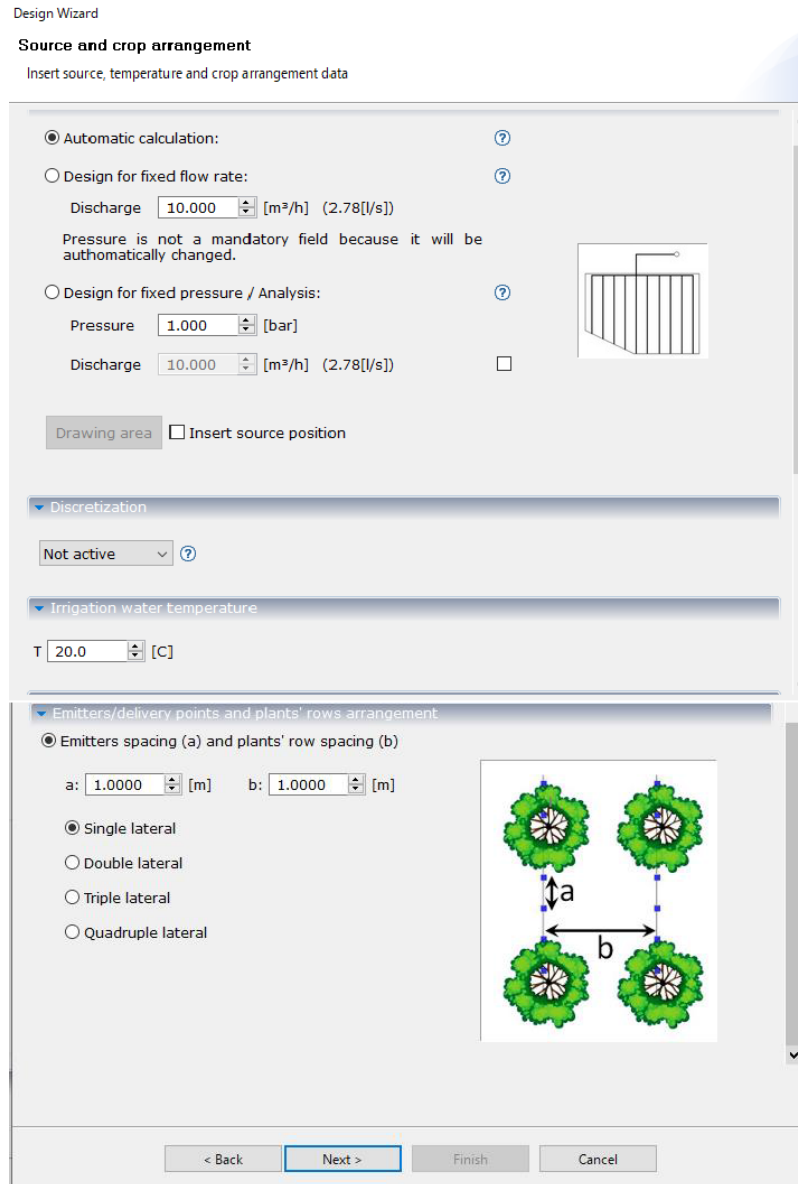 Design Wizard
Source and crop arrangement
Insert source, temperature and crop arrangement data
Automatic calculation: ?
Design for fixed flow rate: ?
Discharge 10.000 [m³/h] (2.78[l/s])
Pressure is not a mandatory field because it will be
authomatically changed.
Design for fixed pressure / Analysis: ?
Pressure 1.000 [bar]
Discharge 10.000 [m³/h] (2.78[l/s])
Drawing area Insert source position
Discretization
Not active ?
Irrigation water temperature
T 20.0 [C]
Emitters/delivery points and plants' rows arrangement
Emitters spacing (a) and plants' row spacing (b)
a: 1.0000 [m] b: 1.0000 [m]
Single lateral
Double lateral
Triple lateral
Quadruple lateral
a
b
< Back Next > Finish Cancel